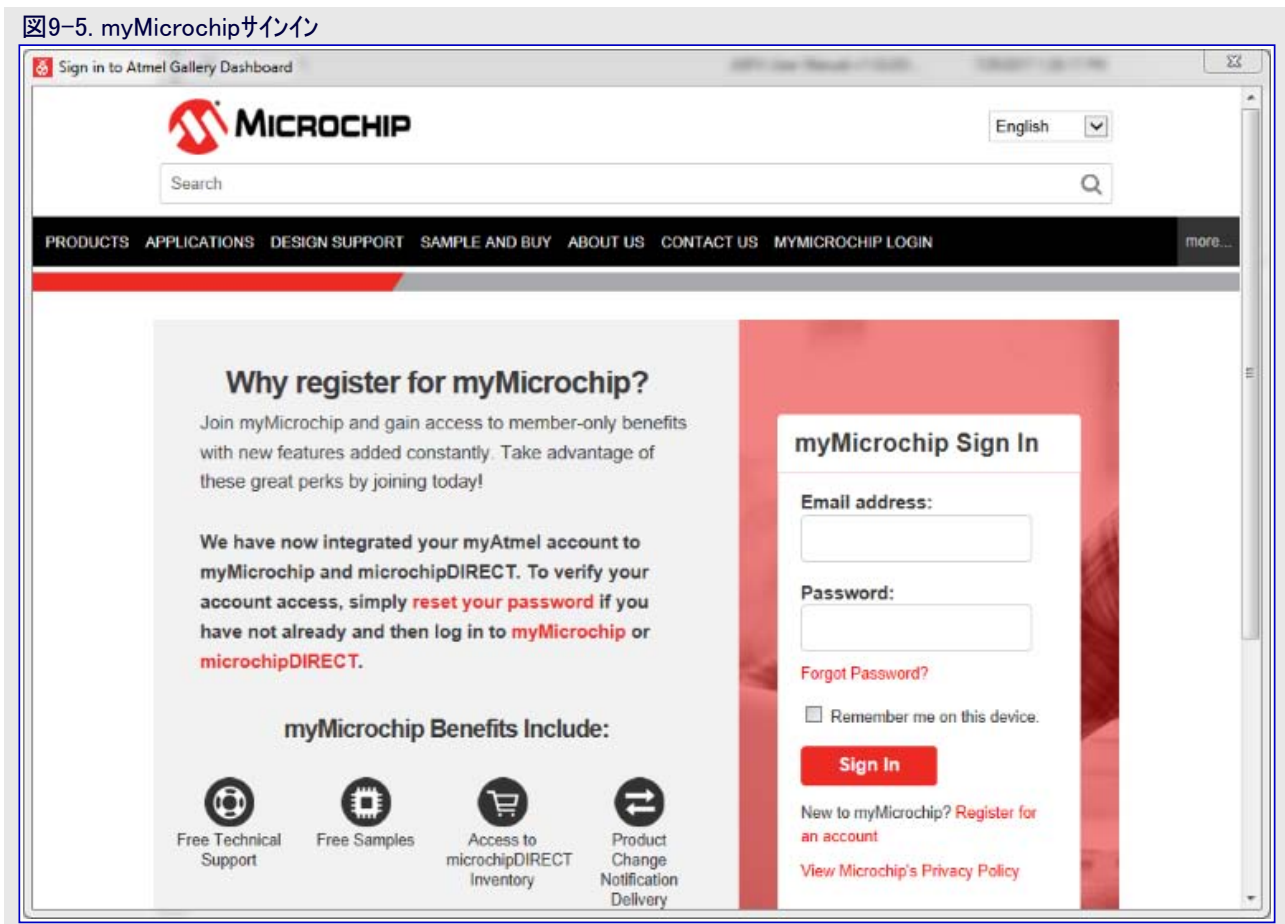 図9-5. myMicrochipサインイン
Sign in to Atmel Gallery Dashboard
MICROCHIP
English
Search
PRODUCTS APPLICATIONS DESIGN SUPPORT SAMPLE AND BUY ABOUT US CONTACT US MYMICROCHIP LOGIN more...
Why register for myMicrochip?
Join myMicrochip and gain access to member-only benefits
with new features added constantly. Take advantage of
these great perks by joining today!
We have now integrated your myAtmel account to
myMicrochip and microchipDIRECT. To verify your
account access, simply reset your password if you
have not already and then log in to myMicrochip or
microchipDIRECT.
myMicrochip Benefits Include:
Free Technical
Support
Free Samples
Access to
microchipDIRECT
Inventory
Product
Change
Notification
Delivery
myMicrochip Sign In
Email address:
Password:
Forgot Password?
Remember me on this device.
Sign In
New to myMicrochip? Register for
an account
View Microchip's Privacy Policy